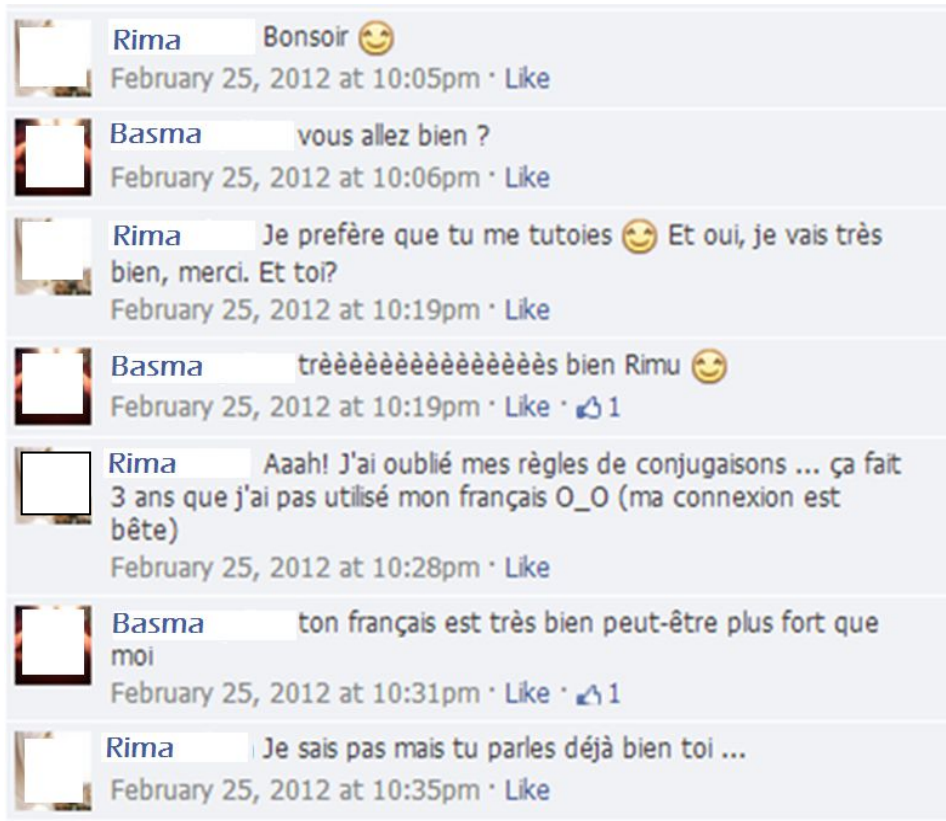 Rima Bonsoir
February 25, 2012 at 10:05pm · Like
Basma vous allez bien ?
February 25, 2012 at 10:06pm · Like
Rima Je prefère que tu me tutoies Et oui, je vais très
bien, merci. Et toi?
February 25, 2012 at 10:19pm · Like
Basma trèèèèèèèèèèèèèèès bien Rimu
February 25, 2012 at 10:19pm · Like · 1
Rima Aaah! J'ai oublié mes règles de conjugaisons ... ça fait
3 ans que j'ai pas utilisé mon français O_O (ma connexion est
bête)
February 25, 2012 at 10:28pm · Like
Basma ton français est très bien peut-être plus fort que
moi
February 25, 2012 at 10:31pm · Like · 1
Rima Je sais pas mais tu parles déjà bien toi ...
February 25, 2012 at 10:35pm · Like